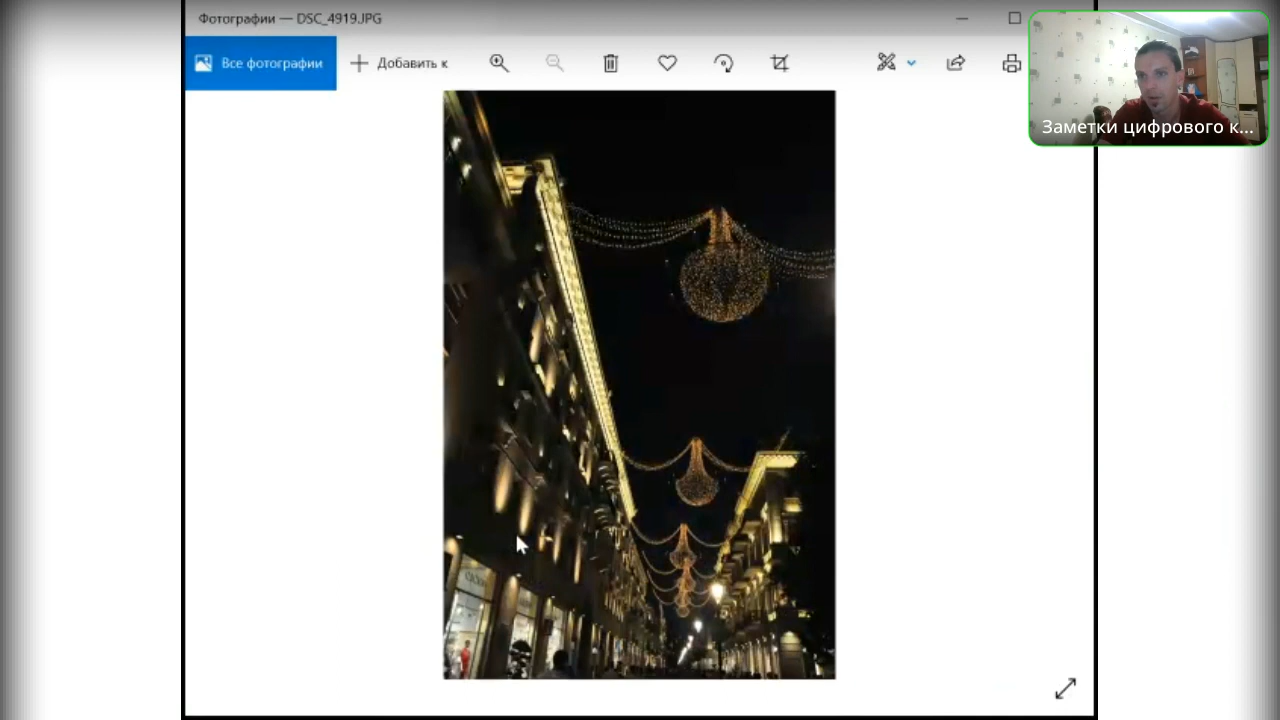 Фотографии — DSC_4919.JPG
Все фотографии
Добавить к
Заметки цифрового к...